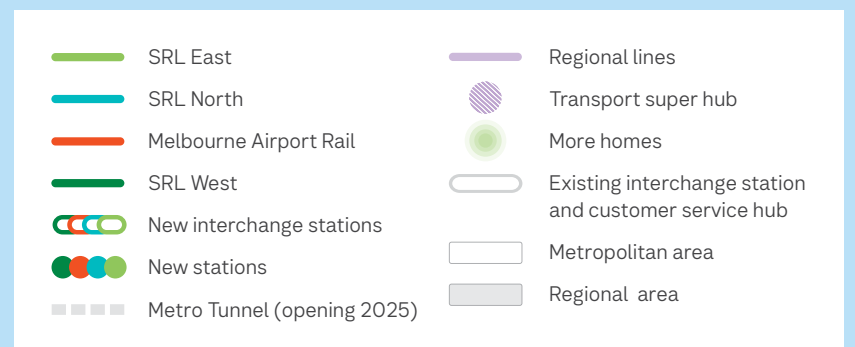 SRL East
SRL North
Melbourne Airport Rail
SRL West
New interchange stations
New stations
Metro Tunnel (opening 2025)
Regional lines
Transport super hub
More homes
Existing interchange station
and customer service hub
Metropolitan area
Regional area